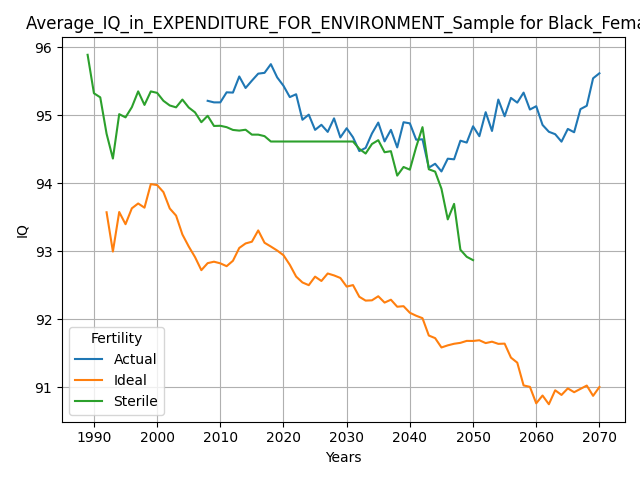 Average_IQ_in_EXPENDITURE_FOR_ENVIRONMENT_Sample for Black_Fema
96
95
94
93
92
91
IQ
Fertility
Actual
Ideal
Sterile
1990 2000 2010 2020 2030 2040 2050 2060 2070
Years